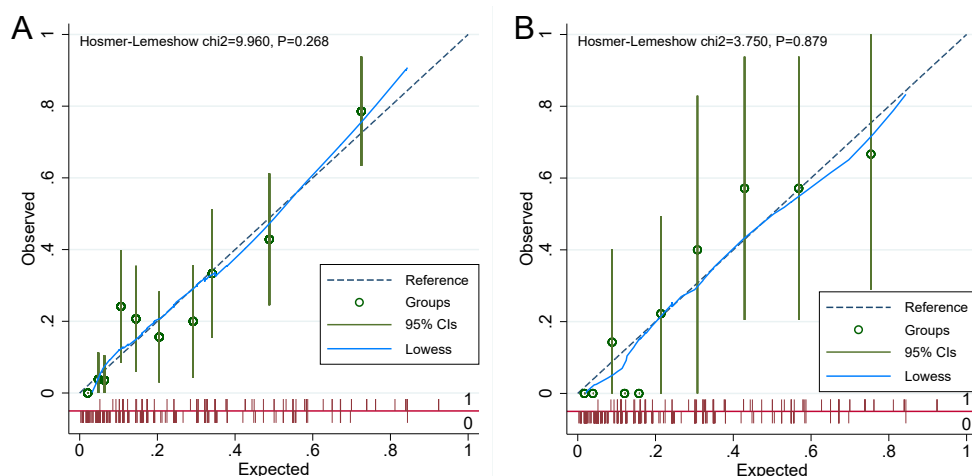 A
Hosmer-Lemeshow chi2=9.960, P=0.268
Observed
1
.8
.6
.4
.2
0
Reference
Groups
95% CIs
Lowess
1
0
0
.2
.4
.6
.8
1
Expected
B
Hosmer-Lemeshow chi2=3.750, P=0.879
Observed
1
.8
.6
.4
.2
0
Reference
Groups
95% CIs
Lowess
1
0
0
.2
.4
.6
.8
1
Expected